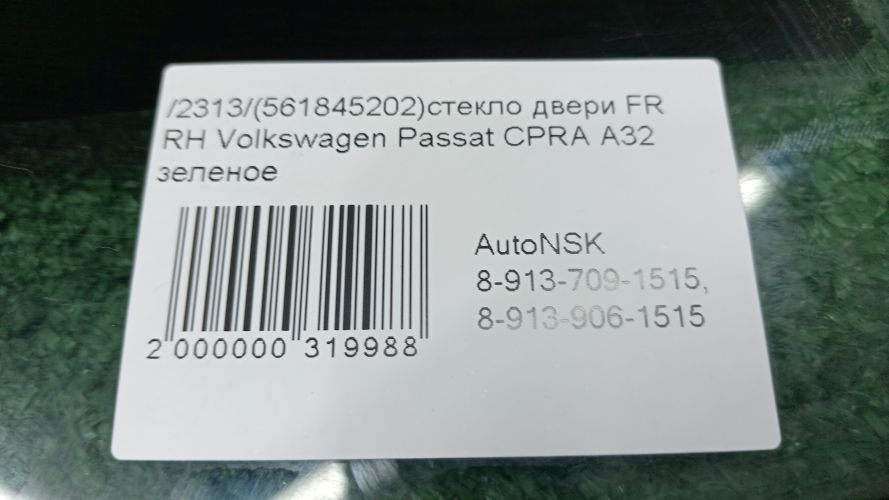 /2313/(561845202)стекло двери FR
RH Volkswagen Passat CPRA A32
зеленое
AutoNSK
8-913-709-1515,
8-913-906-1515
2 000000 319988